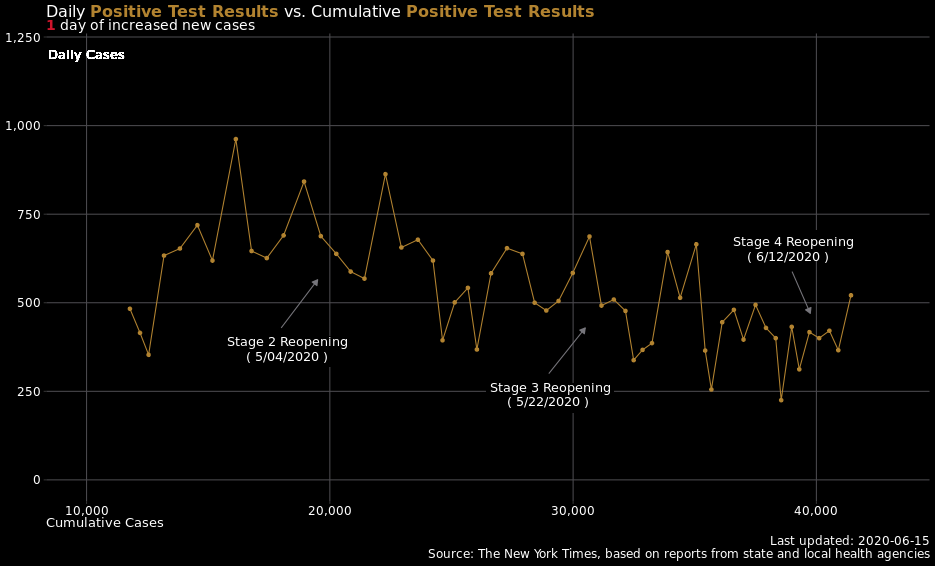 Daily Positive Test Results vs. Cumulative Positive Test Results
1 day of increased new cases
1,250
Daily Cases
1,000
750
Stage 4 Reopening
( 6/12/2020 )
500
Stage 2 Reopening
( 5/04/2020 )
Stage 3 Reopening
( 5/22/2020 )
250
0
10,000 20,000 30,000 40,000
Cumulative Cases
Last updated: 2020-06-15
Source: The New York Times, based on reports from state and local health agencies